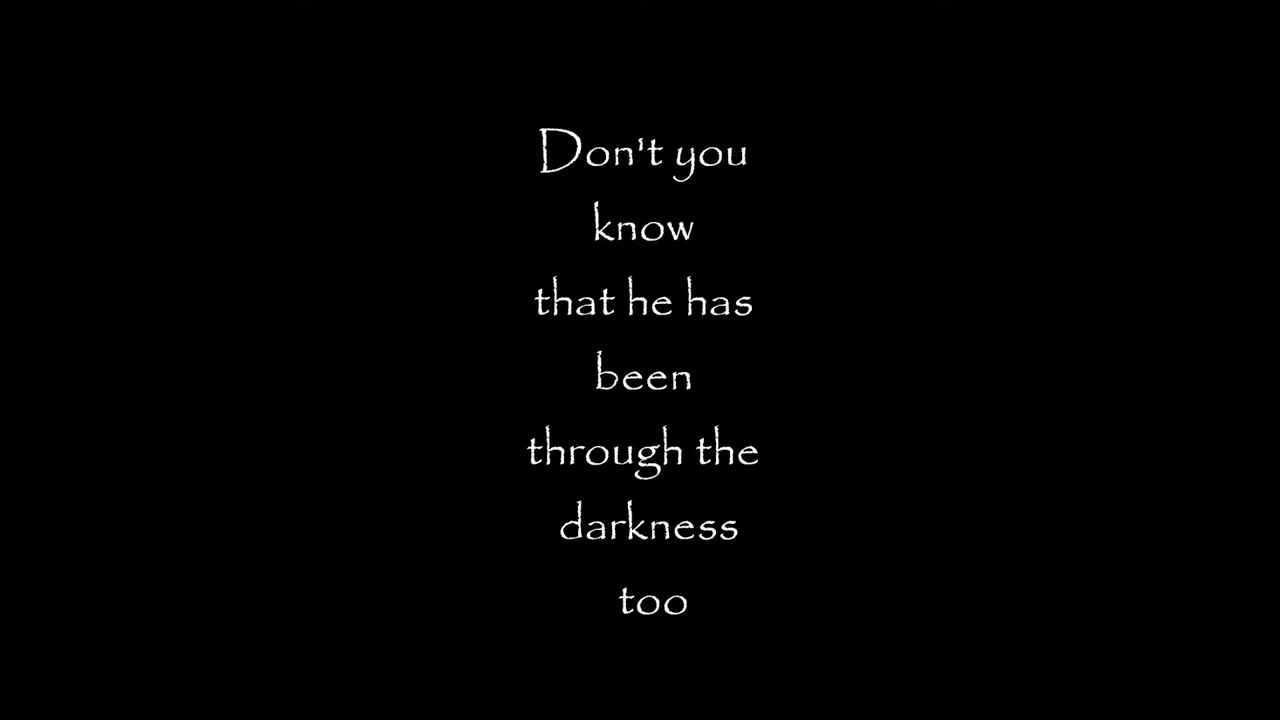 Don't you
know
that he has
been
through the
darkness
too